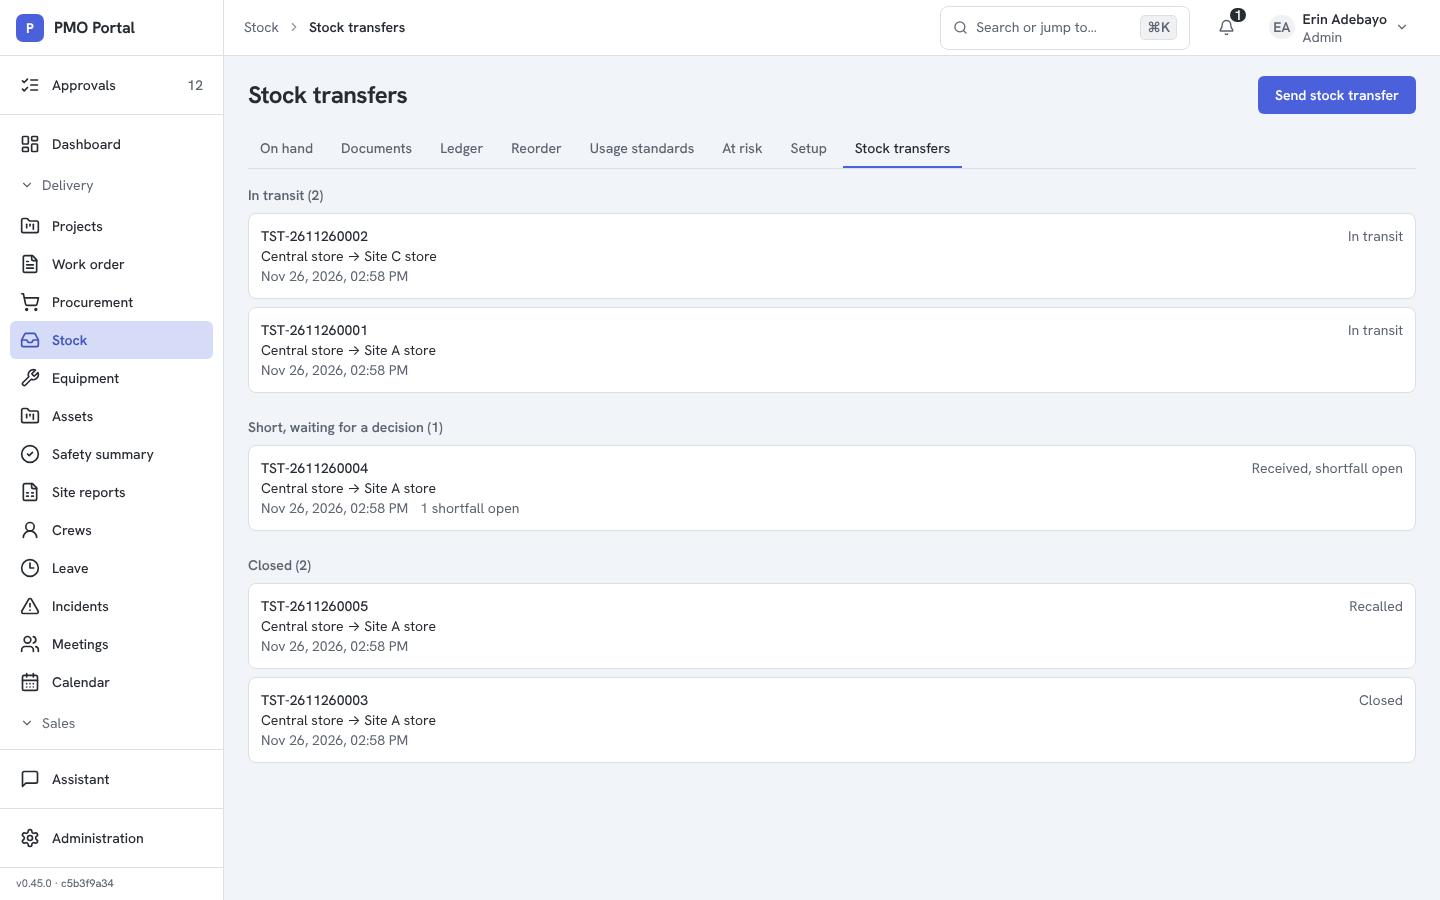 P PMO Portal
Stock > Stock transfers
Search or jump to... ⌘K
1
EA
Erin Adebayo
Admin
Approvals 12
Dashboard
Delivery
Projects
Work order
Procurement
Stock
Equipment
Assets
Safety summary
Site reports
Crews
Leave
Incidents
Meetings
Calendar
Sales
Assistant
Administration
v0.45.0 · c5b3f9a34
Stock transfers
Send stock transfer
On hand Documents Ledger Reorder Usage standards At risk Setup Stock transfers
In transit (2)
TST-2611260002 In transit
Central store → Site C store
Nov 26, 2026, 02:58 PM
TST-2611260001 In transit
Central store → Site A store
Nov 26, 2026, 02:58 PM
Short, waiting for a decision (1)
TST-2611260004 Received, shortfall open
Central store → Site A store
Nov 26, 2026, 02:58 PM 1 shortfall open
Closed (2)
TST-2611260005 Recalled
Central store → Site A store
Nov 26, 2026, 02:58 PM
TST-2611260003 Closed
Central store → Site A store
Nov 26, 2026, 02:58 PM